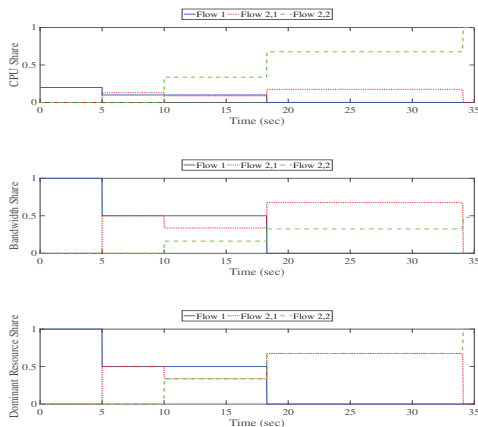 Flow 1 Flow 2,1 Flow 2,2
CPU Share
1
0.5
0
0 5 10 15 20 25 30 35
Time (sec)
Flow 1 Flow 2,1 Flow 2,2
Bandwidth Share
1
0.5
0
0 5 10 15 20 25 30 35
Time (sec)
Flow 1 Flow 2,1 Flow 2,2
Dominant Resource Share
1
0.5
0
0 5 10 15 20 25 30 35
Time (sec)